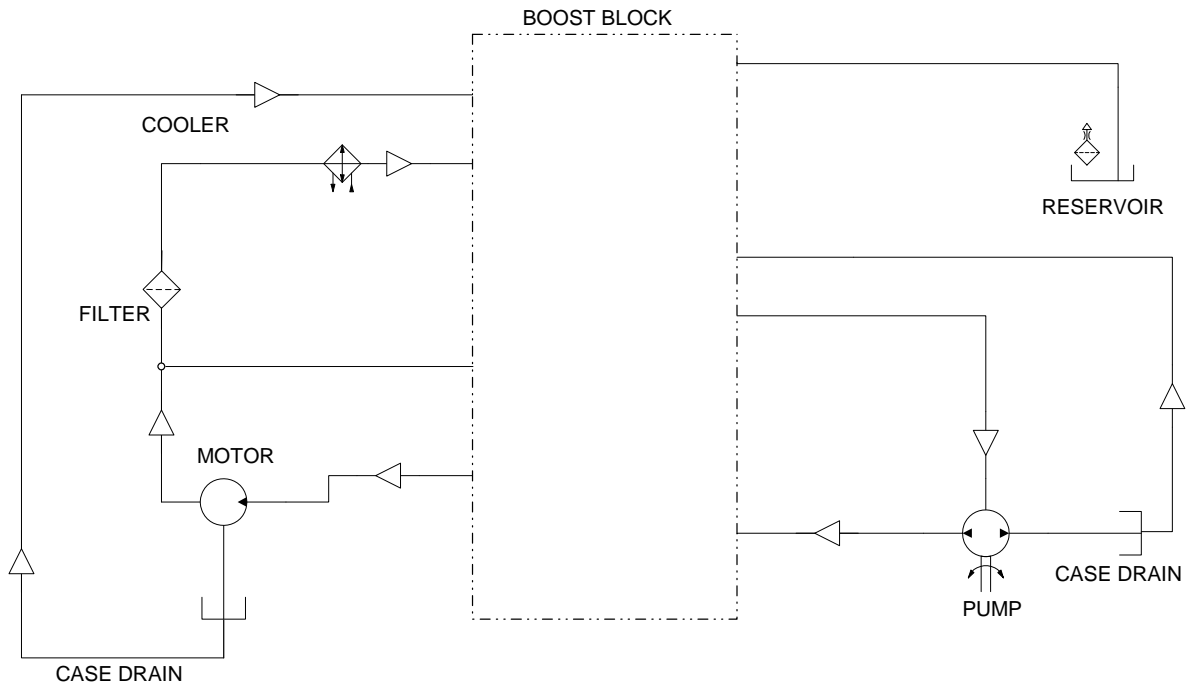 BOOST BLOCK
COOLER
RESERVOIR
FILTER
MOTOR
CASE DRAIN
PUMP
CASE DRAIN